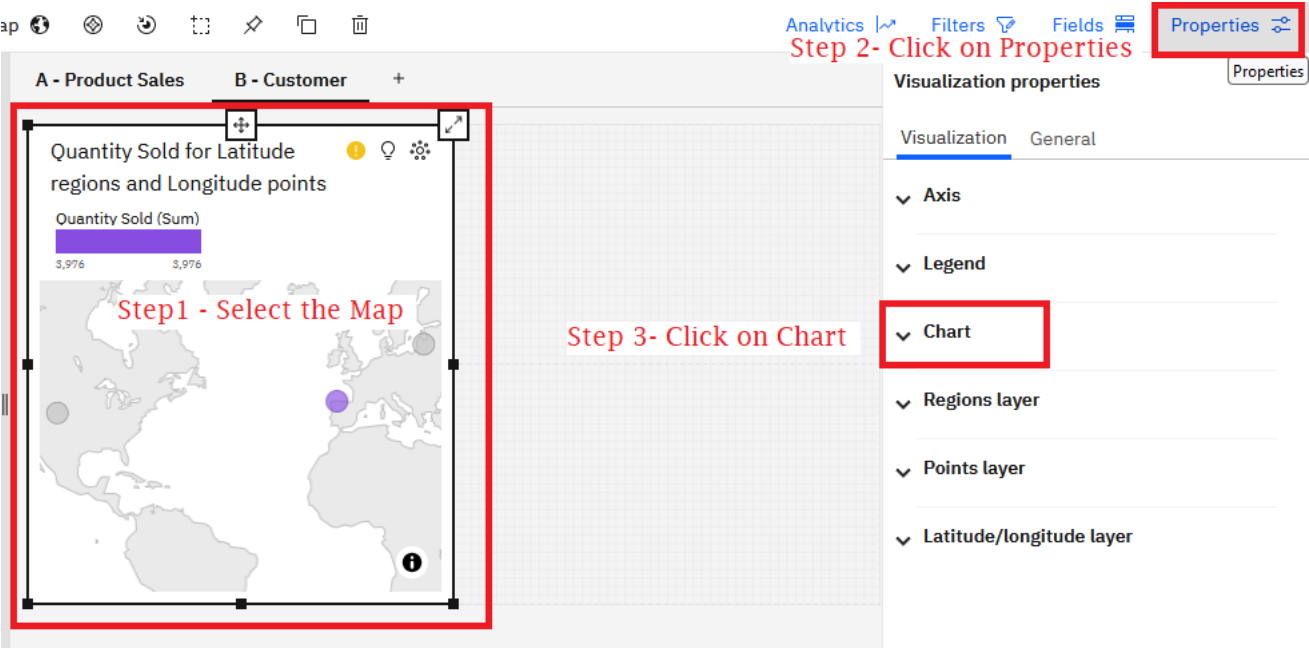 ap
Analytics
Filters
Fields
Properties
Step 2- Click on Properties
Properties
A - Product Sales
B - Customer
+
Visualization properties
Visualization
General
Quantity Sold for Latitude
regions and Longitude points
Quantity Sold (Sum)
3,976
3,976
Step1 - Select the Map
Step 3- Click on Chart
Axis
Legend
Chart
Regions layer
Points layer
Latitude/longitude layer